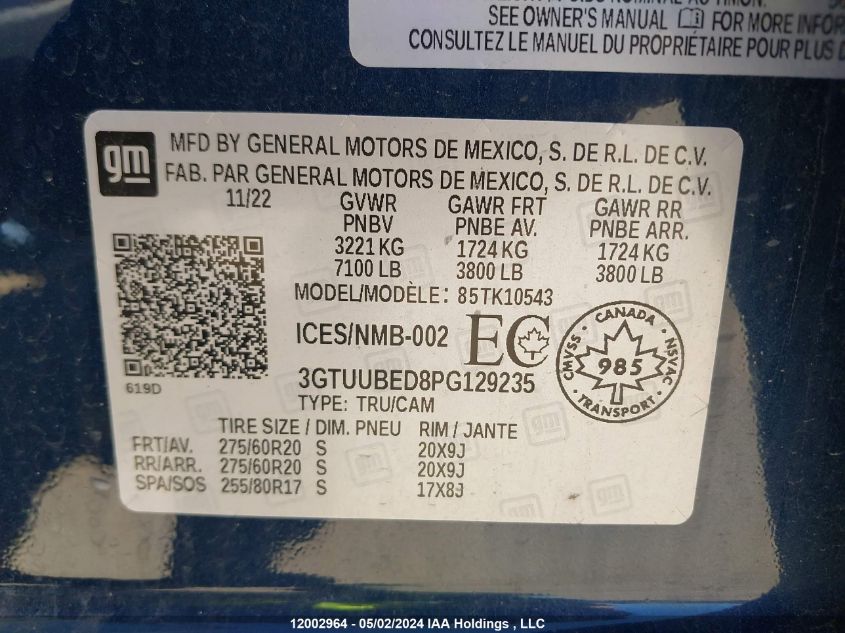 SEE OWNER'S MANUAL FOR MORE INFOR
CONSULTEZ LE MANUEL DU PROPRIÉTAIRE POUR PLUS D
gm
MFD BY GENERAL MOTORS DE MEXICO, S. DE R.L. DE C.V.
FAB. PAR GENERAL MOTORS DE MEXICO, S. DE R.L. DE C.V.
11/22 GVWR GAWR FRT GAWR RR
PNBV PNBE AV. PNBE ARR.
3221 KG 1724 KG 1724 KG
7100 LB 3800 LB 3800 LB
MODEL/MODÈLE: 85TK10543
ICES/NMB-002 EC
CANADA
CMVSS 985 NSVAC
TRANSPORT
3GTUUBED8PG129235
619D
TYPE: TRU/CAM
TIRE SIZE / DIM. PNEU RIM / JANTE
FRT/AV. 275/60R20 S 20X9J
RR/ARR. 275/60R20 S 20X9J
SPA/SOS 255/80R17 S 17X8J
12002964 - 05/02/2024 IAA Holdings , LLC